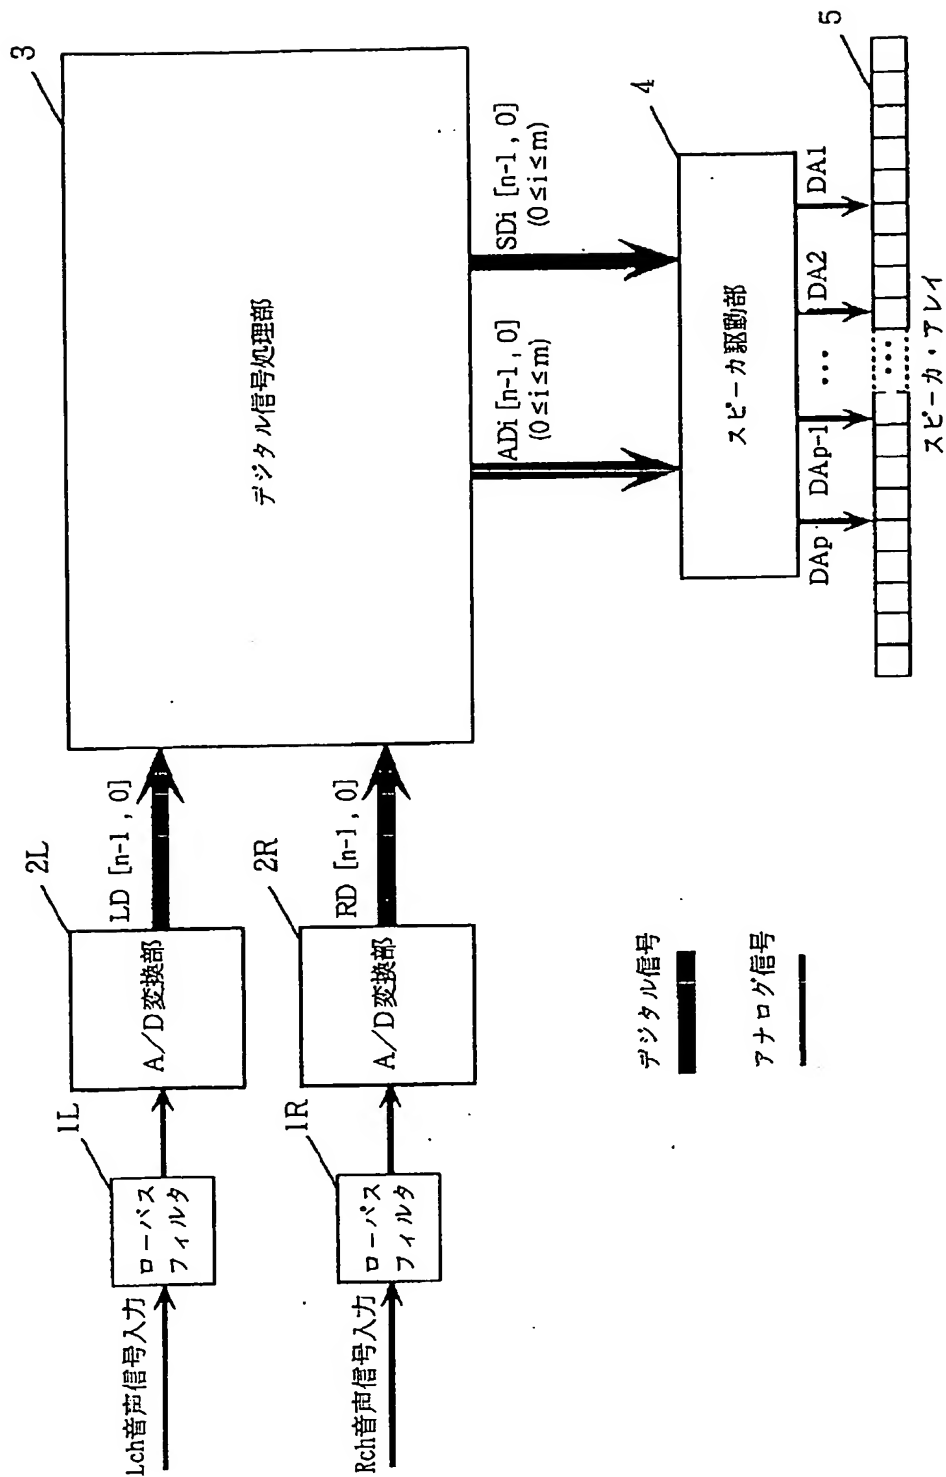 Lch音声信号入力
ローパス
フィルタ
1L
A/D変換部
2L
LD [n-1, 0]
Rch音声信号入力
ローパス
フィルタ
1R
A/D変換部
2R
RD [n-1, 0]
デジタル信号処理部
3
ADi [n-1, 0]
(0≤i≤m)
SDi [n-1, 0]
(0≤i≤m)
スピーカ駆動部
4
DAp
DAp-1
...
DA2
DA1
...
5
スピーカ・アレイ
デジタル信号
アナログ信号